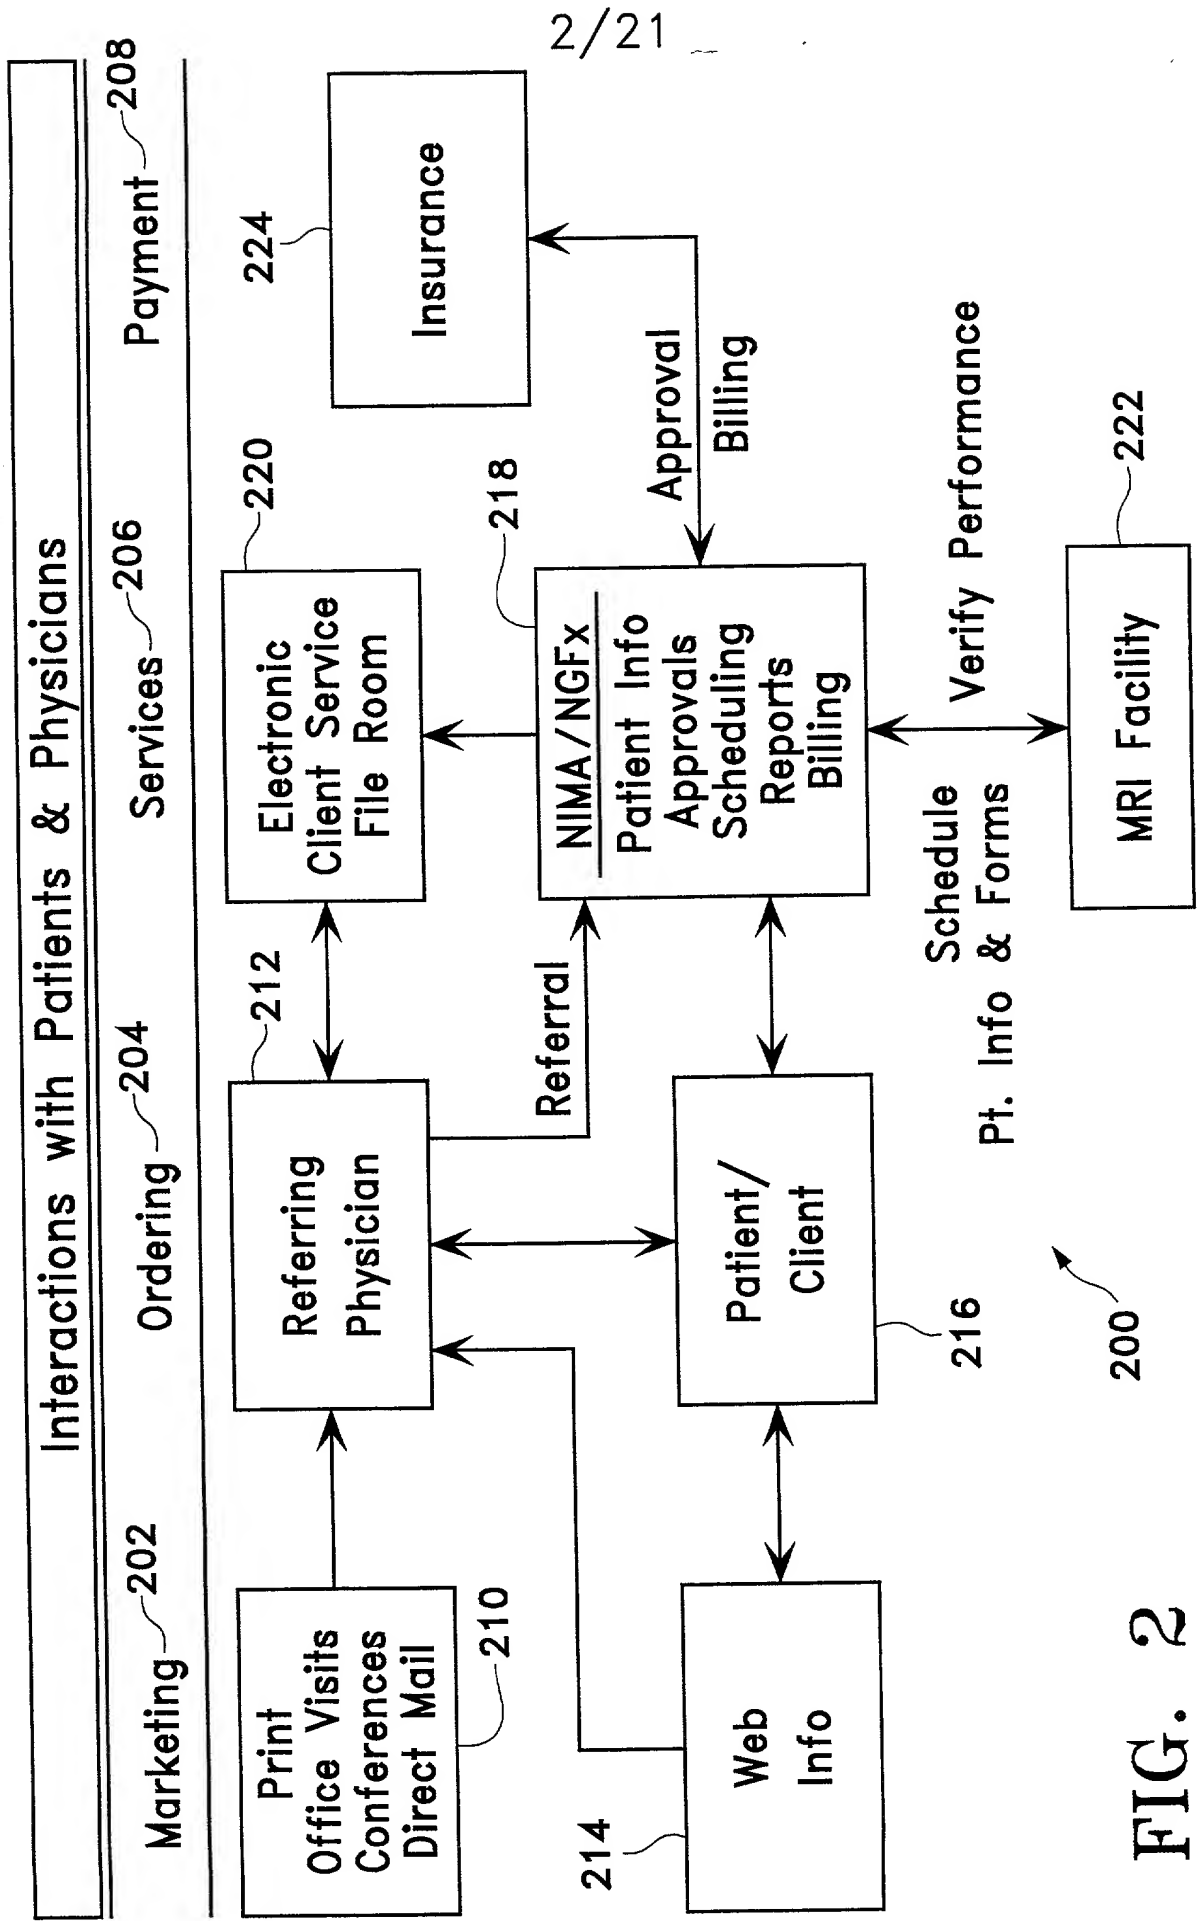 2/21
Interactions with Patients & Physicians
Marketing 202
Ordering 204
Services 206
Payment 208
Print
Office Visits
Conferences
Direct Mail
210
212
Referring
Physician
220
Electronic
Client Service
File Room
224
Insurance
Referral
218
NIMA/NGFx
Patient Info
Approvals
Scheduling
Reports
Billing
Approval
Billing
214
Web
Info
Patient/
Client
216
Schedule
Pt. Info & Forms
Verify Performance
MRI Facility
222
200
FIG. 2